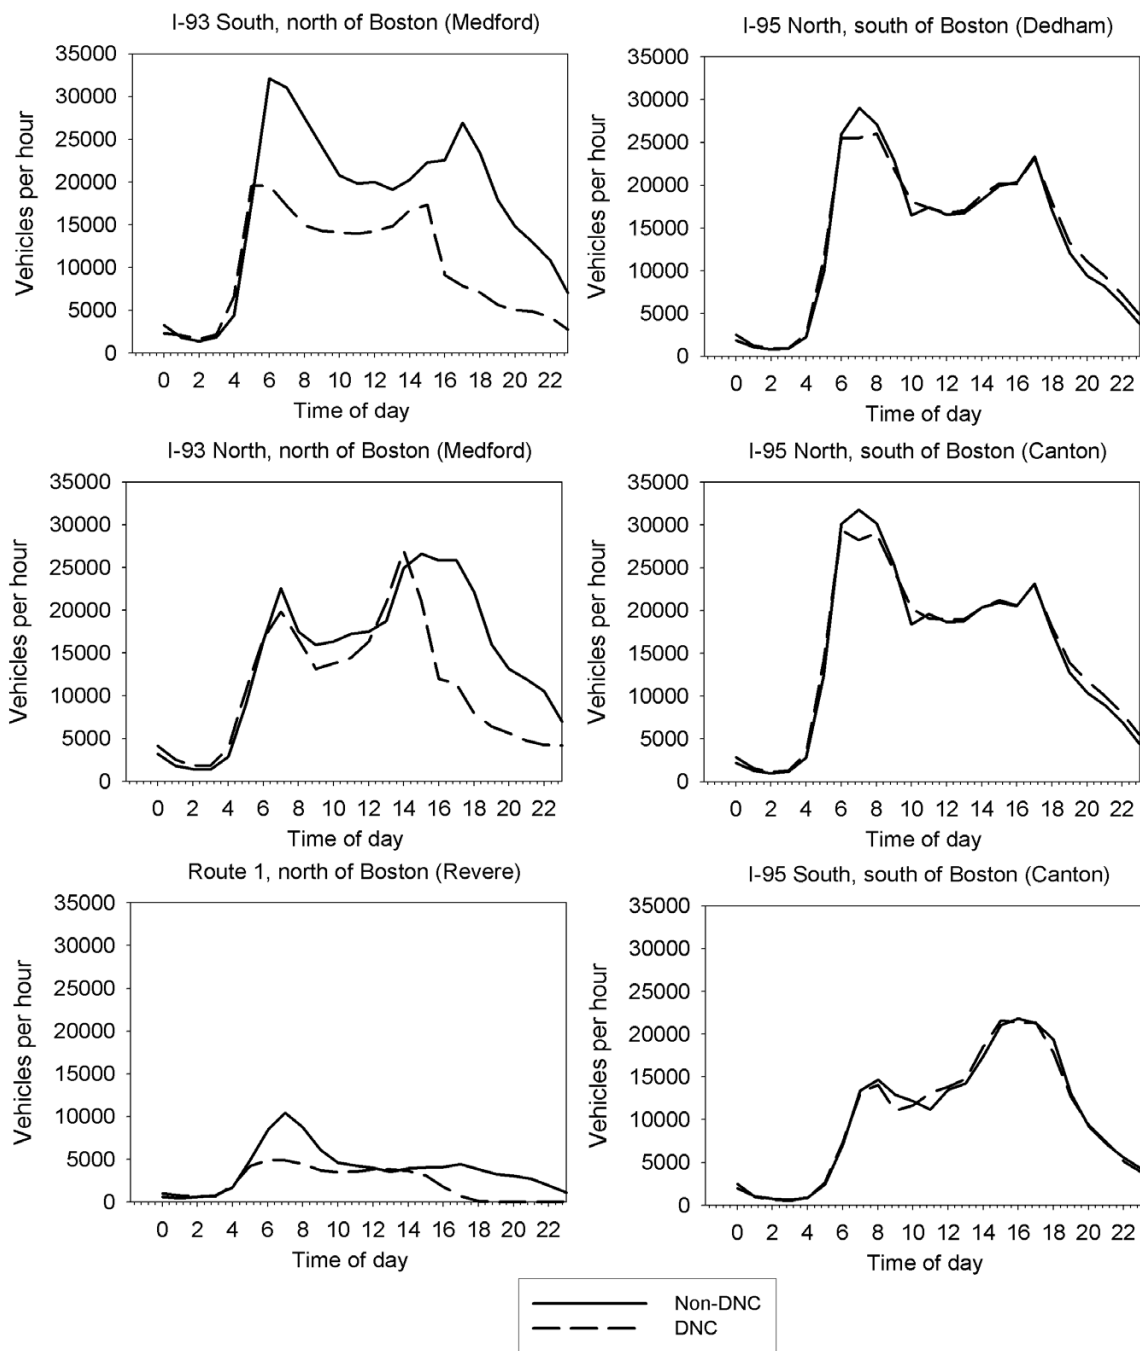 I-93 South, north of Boston (Medford)
35000
30000
25000
20000
15000
10000
5000
0
Vehicles per hour
0 2 4 6 8 10 12 14 16 18 20 22
Time of day
I-95 North, south of Boston (Dedham)
35000
30000
25000
20000
15000
10000
5000
0
Vehicles per hour
0 2 4 6 8 10 12 14 16 18 20 22
Time of day
I-93 North, north of Boston (Medford)
35000
30000
25000
20000
15000
10000
5000
0
Vehicles per hour
0 2 4 6 8 10 12 14 16 18 20 22
Time of day
I-95 North, south of Boston (Canton)
35000
30000
25000
20000
15000
10000
5000
0
Vehicles per hour
0 2 4 6 8 10 12 14 16 18 20 22
Time of day
Route 1, north of Boston (Revere)
35000
30000
25000
20000
15000
10000
5000
0
Vehicles per hour
0 2 4 6 8 10 12 14 16 18 20 22
Time of day
I-95 South, south of Boston (Canton)
35000
30000
25000
20000
15000
10000
5000
0
Vehicles per hour
0 2 4 6 8 10 12 14 16 18 20 22
Time of day
Non-DNC
DNC